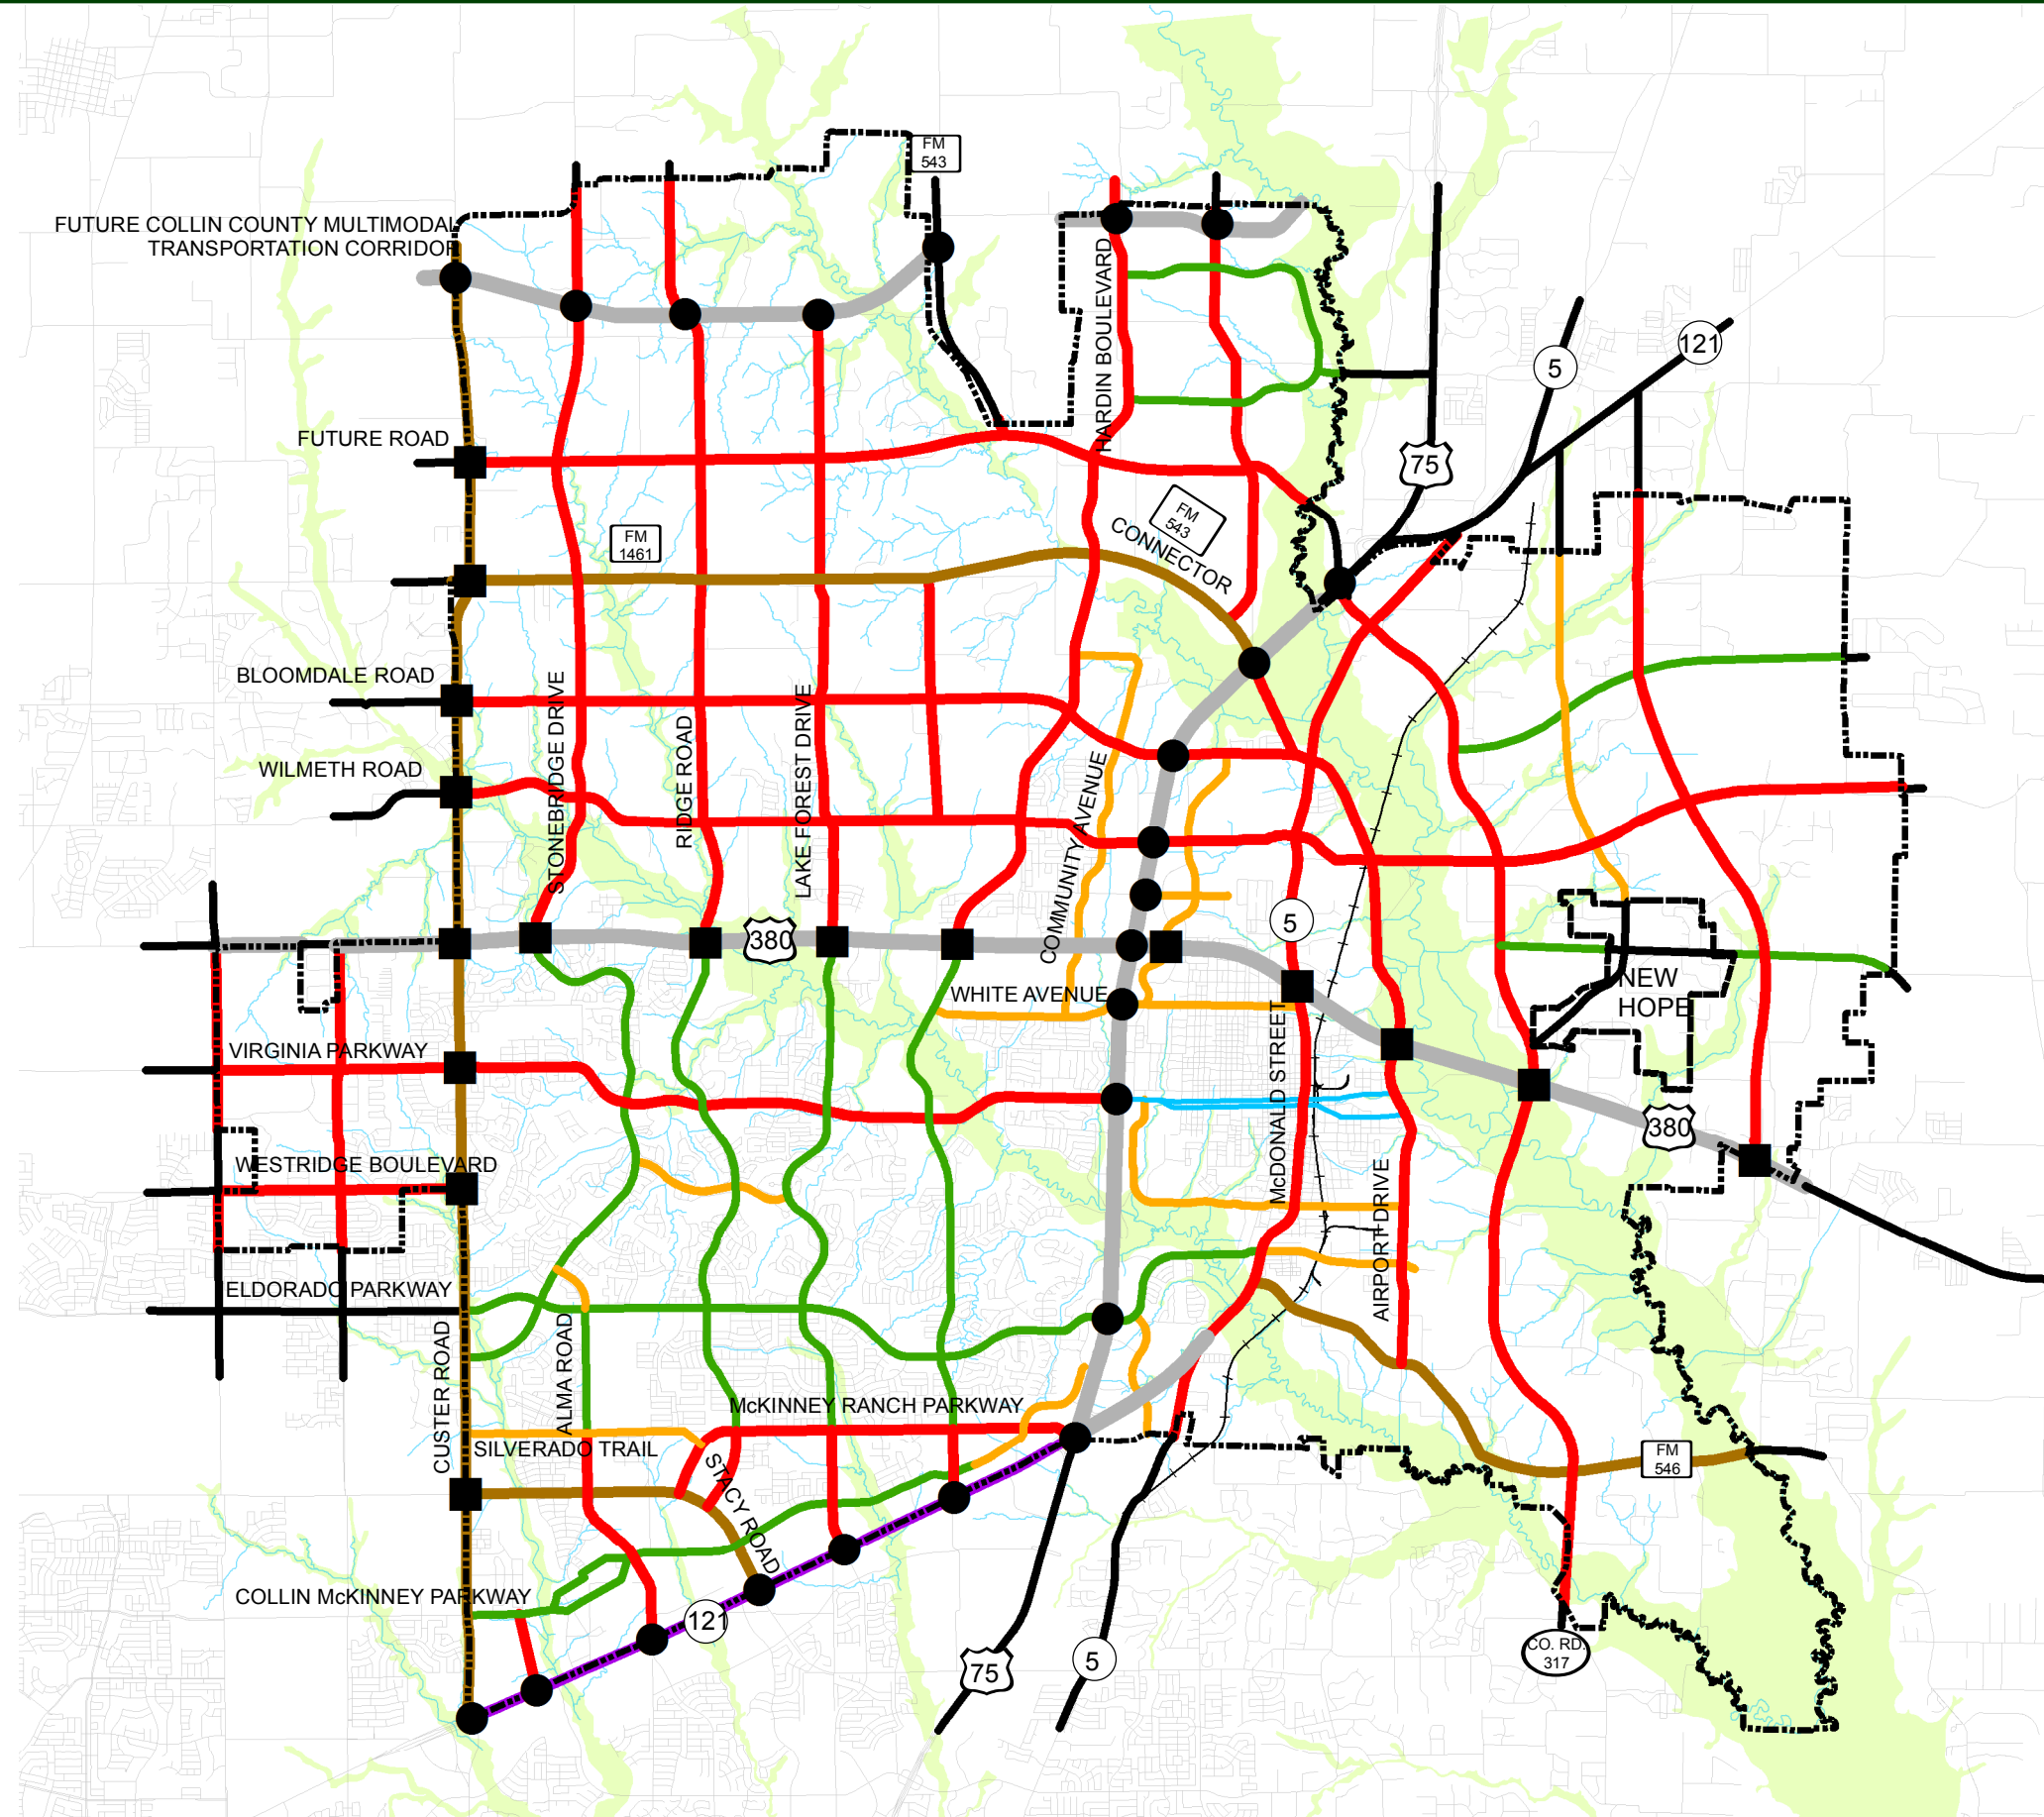 FM
543
FUTURE COLLIN COUNTY MULTIMODAL
TRANSPORTATION CORRIDOR
HARDIN BOULEVARD
121
5
FUTURE ROAD
75
FM
543
CONNECTOR
FM
1461
BLOOMDALE ROAD
STONEBRIDGE DRIVE
RIDGE ROAD
LAKE FOREST DRIVE
WILMETH ROAD
COMMUNITY AVENUE
5
380
NEW
HOPE
WHITE AVENUE
McDONALD STREET
VIRGINIA PARKWAY
380
WESTRIDGE BOULEVARD
AIRPORT DRIVE
ELDORADO PARKWAY
CUSTER ROAD
ALMA ROAD
McKINNEY RANCH PARKWAY
SILVERADO TRAIL
STACY ROAD
FM
546
COLLIN McKINNEY PARKWAY
121
75
5
CO. RD.
317